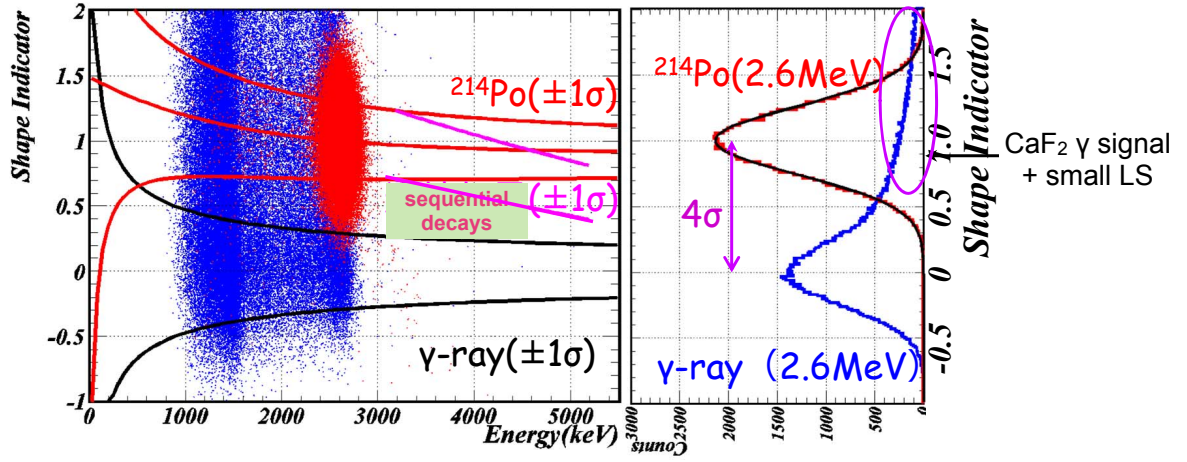 Shape Indicator
2
1.5
1
0.5
0
-0.5
-1
0
1000
2000
3000
4000
5000
Energy(keV)
²¹⁴Po(±1σ)
(±1σ)
sequential
decays
γ-ray(±1σ)
²¹⁴Po(2.6MeV)
4σ
γ-ray (2.6MeV)
3000
2500
2000
1500
1000
500
0
Counts
1.5
1.0
0.5
0
-0.5
Shape Indicator
CaF₂ γ signal
+ small LS